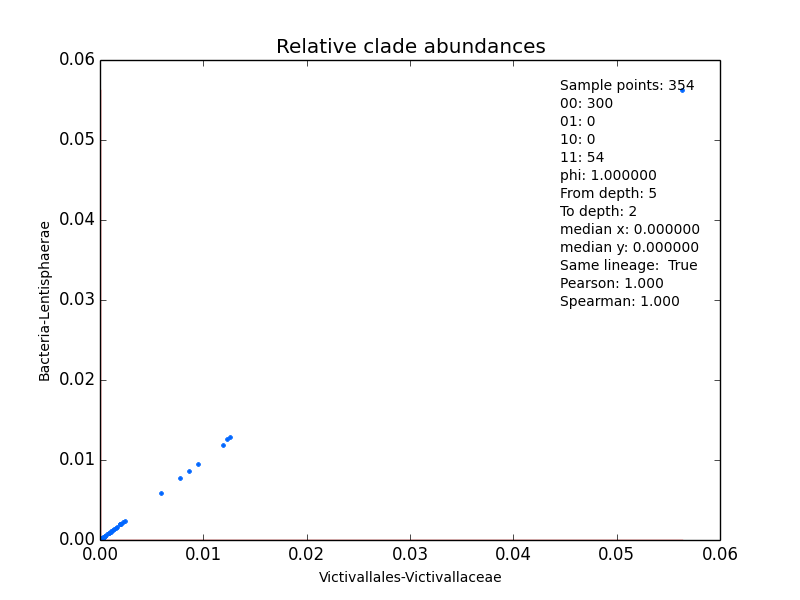 Relative clade abundances
0.06
0.05
0.04
0.03
0.02
0.01
0.00
Bacteria-Lentisphaerae
Sample points: 354
00: 300
01: 0
10: 0
11: 54
phi: 1.000000
From depth: 5
To depth: 2
median x: 0.000000
median y: 0.000000
Same lineage:  True
Pearson: 1.000
Spearman: 1.000
0.00 0.01 0.02 0.03 0.04 0.05 0.06
Victivallales-Victivallaceae